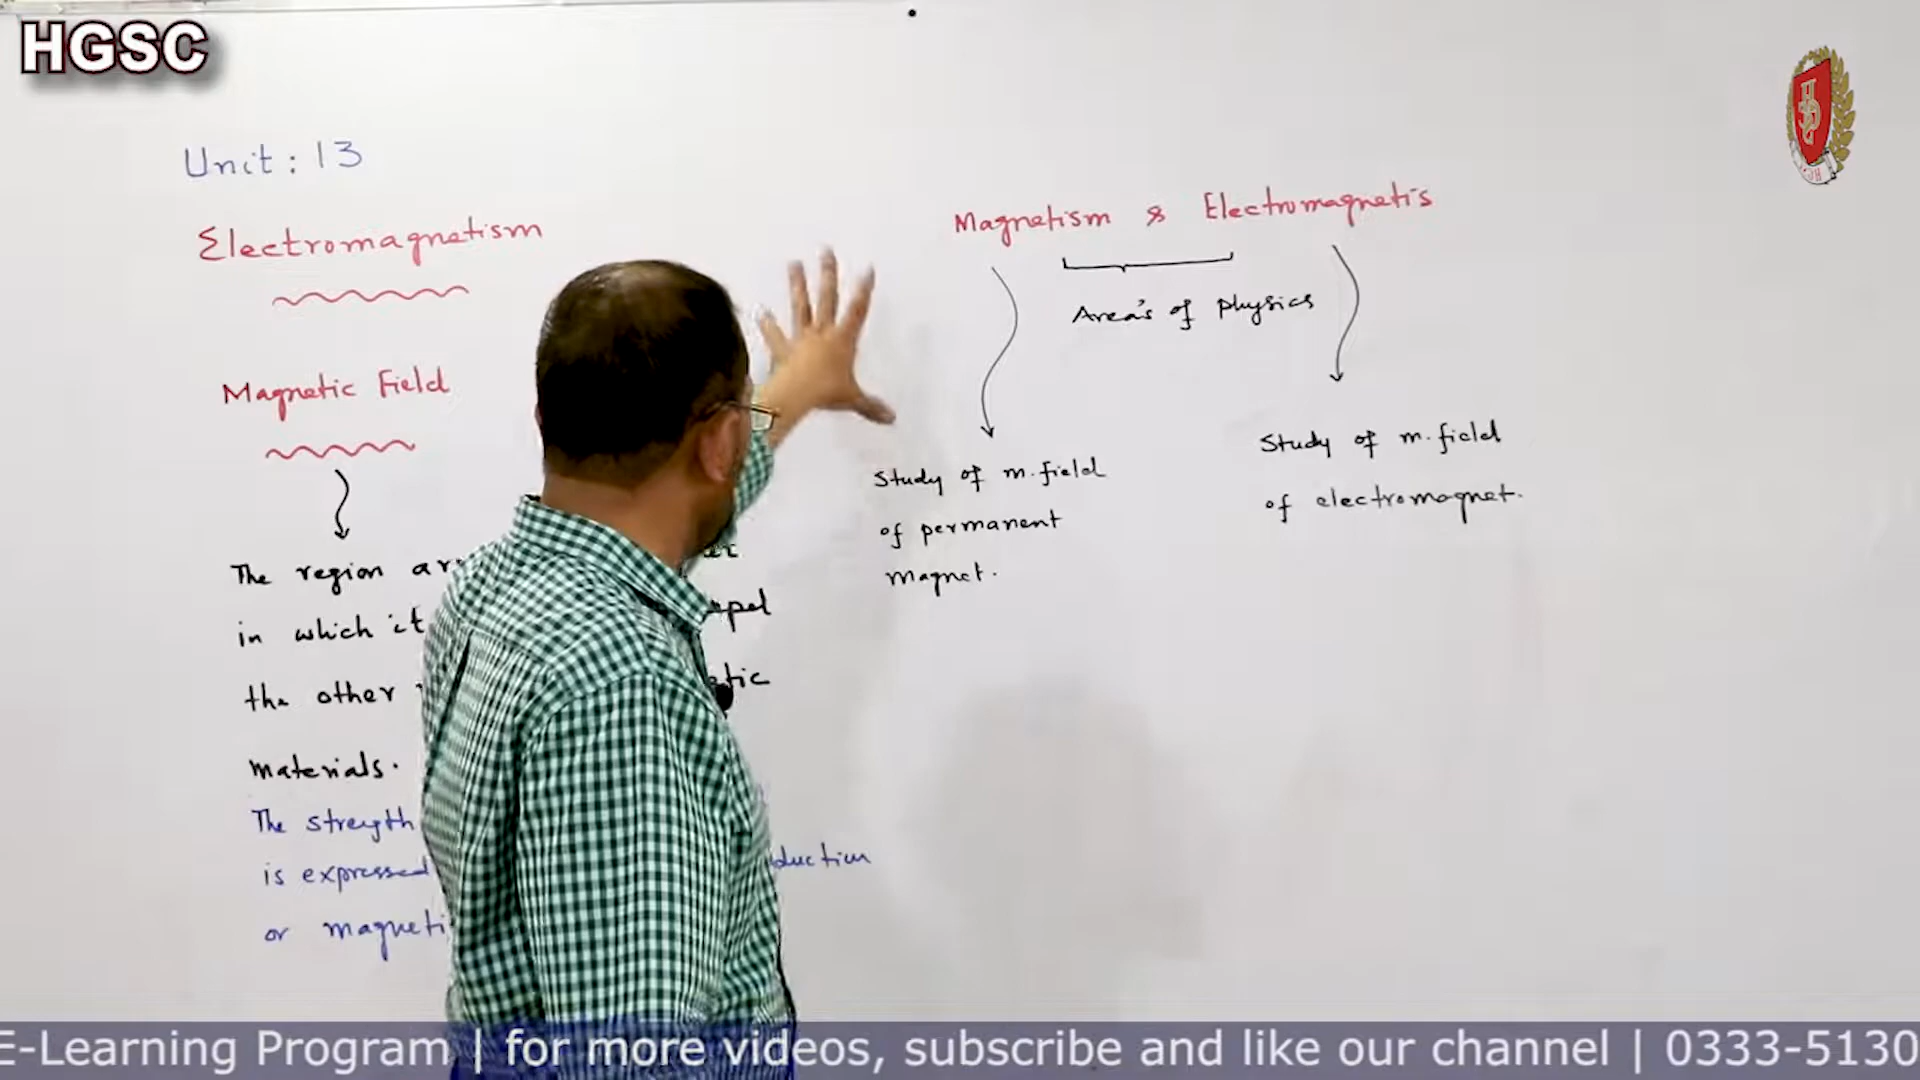 HGSC
Unit: 13
Electromagnetism
Magnetic Field
The region
in which it
the other
materials.
The strength
is expressed
or
Magnetism & Electromagnetis
Area's of physics
Study of m.field
of permanent
magnet.
Study of m.field
of electromagnet.
E-Learning Program | for more videos, subscribe and like our channel | 0333-5130